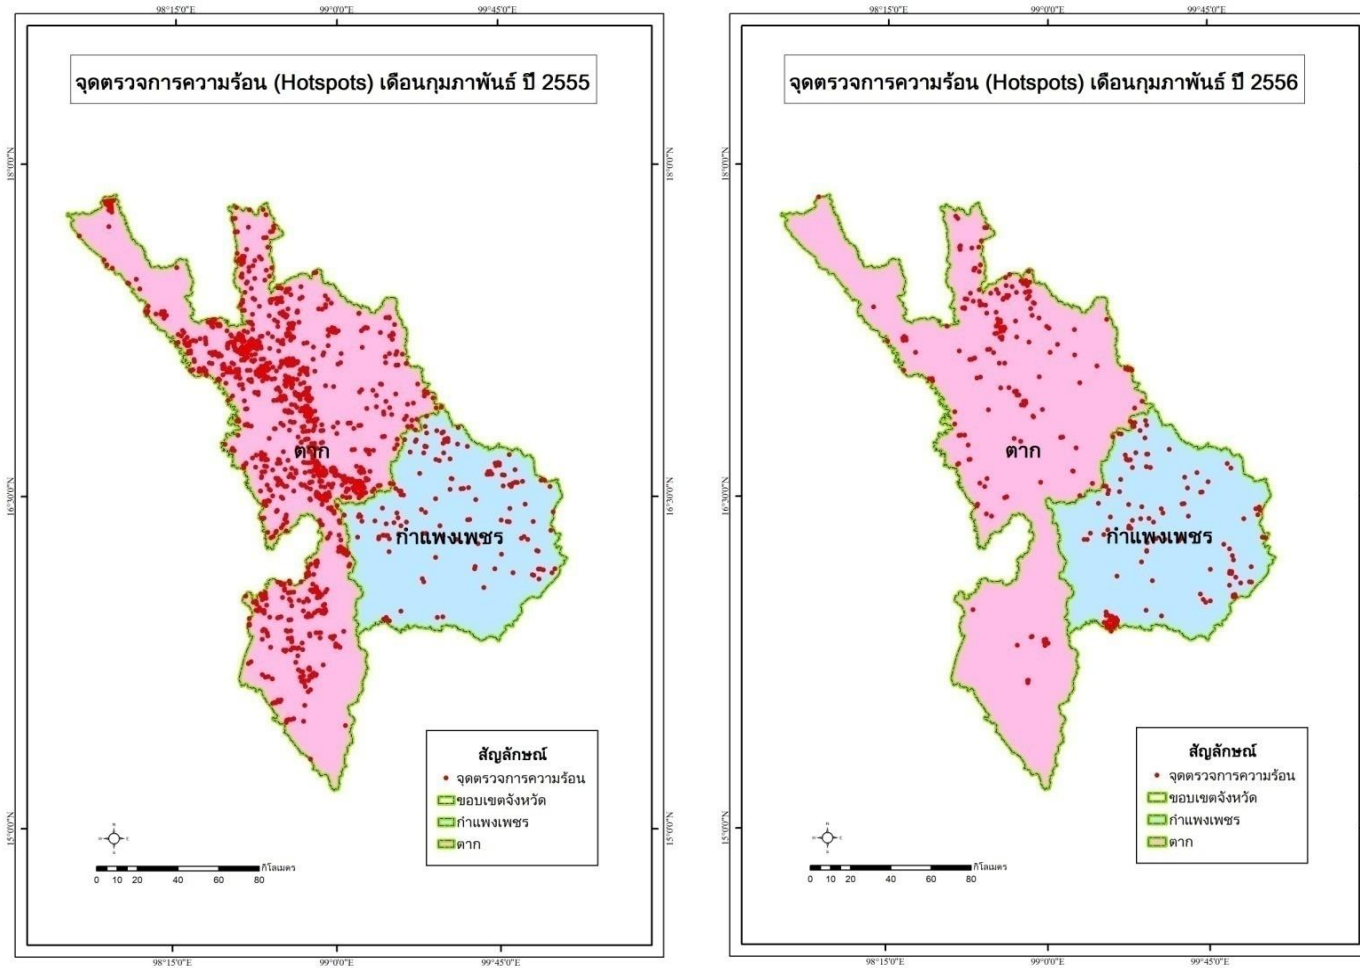 98°15'0"E 99°0'0"E 99°45'0"E
จุดตรวจการความร้อน (Hotspots) เดือนกุมภาพันธ์ ปี 2555
18°0'0"N 18°0'0"N
ตาก
16°30'0"N 16°30'0"N
กำแพงเพชร
สัญลักษณ์
จุดตรวจการความร้อน
ขอบเขตจังหวัด
กำแพงเพชร
ตาก
15°0'0"N 15°0'0"N
กิโลเมตร
0 10 20 40 60 80
98°15'0"E 99°0'0"E 99°45'0"E
98°15'0"E 99°0'0"E 99°45'0"E
จุดตรวจการความร้อน (Hotspots) เดือนกุมภาพันธ์ ปี 2556
18°0'0"N
ตาก
16°30'0"N
กำแพงเพชร
สัญลักษณ์
จุดตรวจการความร้อน
ขอบเขตจังหวัด
กำแพงเพชร
ตาก
15°0'0"N
กิโลเมตร
0 10 20 40 60 80
98°15'0"E 99°0'0"E 99°45'0"E